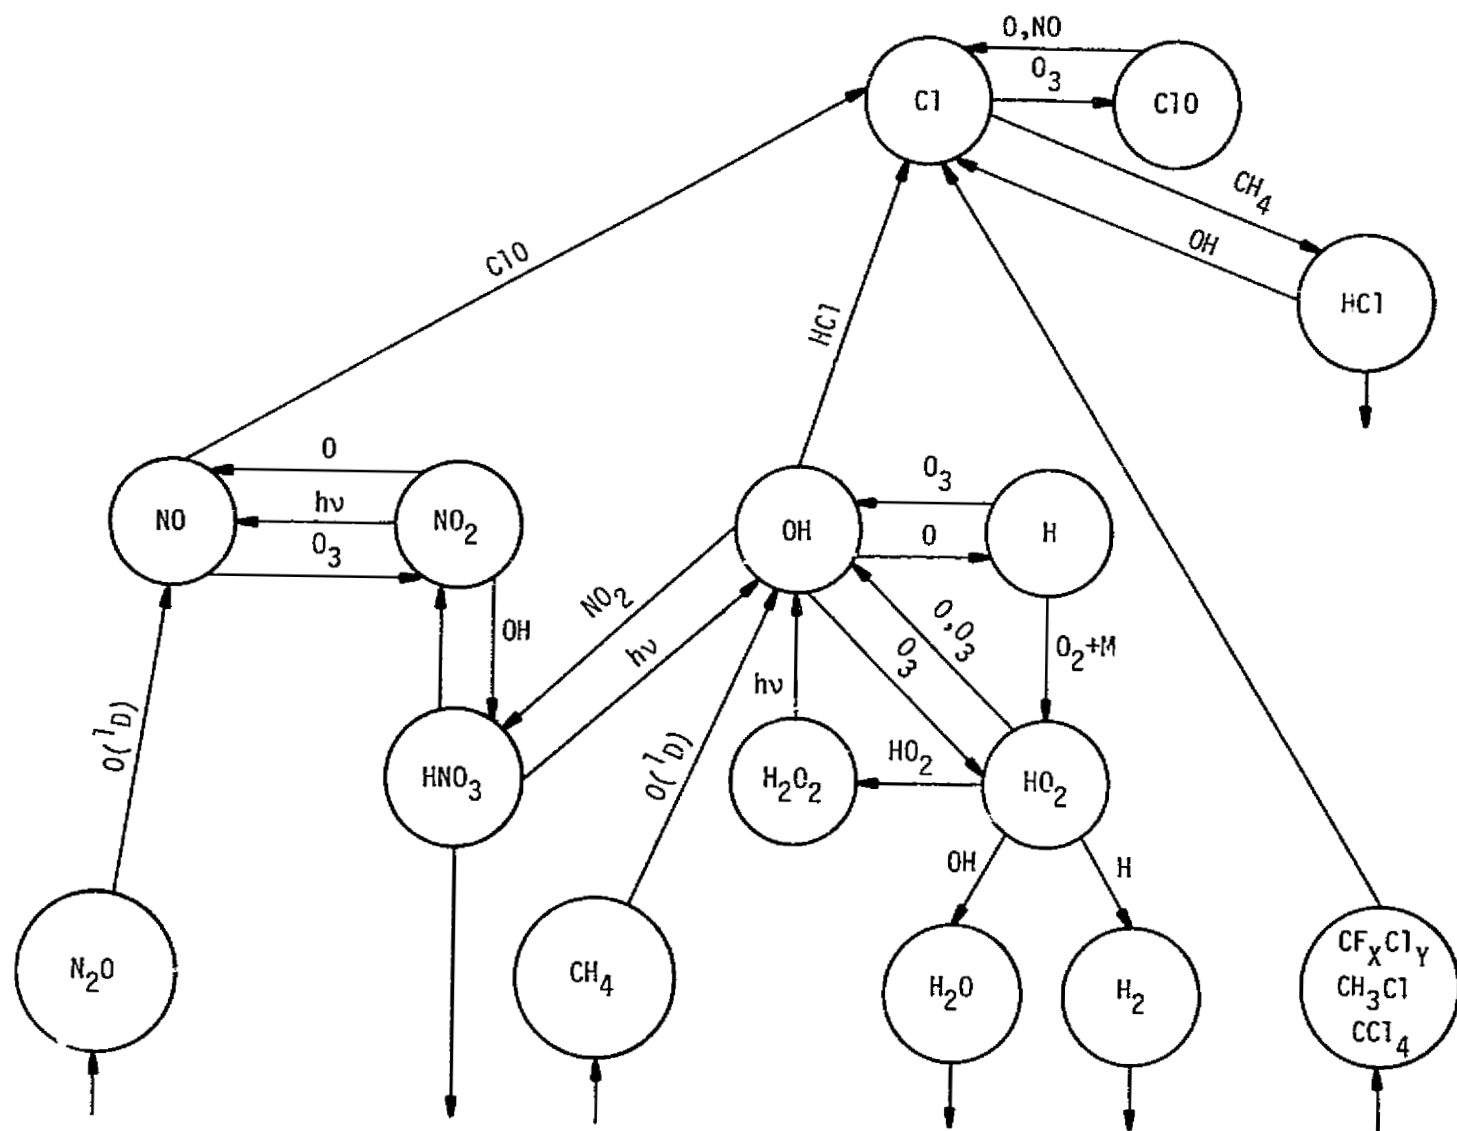 O,NO
Cl
O3
ClO
CH4
OH
HCl
ClO
HCl
O
NO
hν
NO2
O3
O3
OH
O
H
OH
NO2
hν
O,O3
O3
O2+M
hν
HO2
O(1D)
HNO3
O(1D)
H2O2
HO2
OH
H
N2O
CH4
H2O
H2
CFXClY
CH3Cl
CCl4